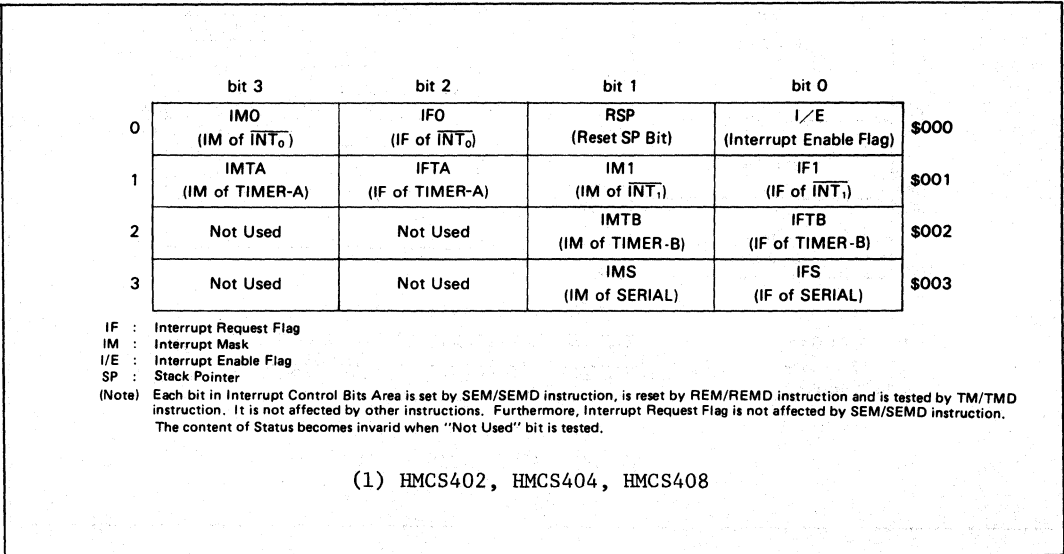 bit 3 bit 2 bit 1 bit 0
0 IM0 IF0 RSP I/E $000
(IM of INT0) (IF of INT0) (Reset SP Bit) (Interrupt Enable Flag)
1 IMTA IFTA IM1 IF1 $001
(IM of TIMER-A) (IF of TIMER-A) (IM of INT1) (IF of INT1)
2 Not Used Not Used IMTB IFTB $002
(IM of TIMER-B) (IF of TIMER-B)
3 Not Used Not Used IMS IFS $003
(IM of SERIAL) (IF of SERIAL)
IF : Interrupt Request Flag
IM : Interrupt Mask
I/E : Interrupt Enable Flag
SP : Stack Pointer
(Note) Each bit in Interrupt Control Bits Area is set by SEM/SEMD instruction, is reset by REM/REMD instruction and is tested by TM/TMD
instruction. It is not affected by other instructions. Furthermore, Interrupt Request Flag is not affected by SEM/SEMD instruction.
The content of Status becomes invarid when "Not Used" bit is tested.
(1) HMCS402, HMCS404, HMCS408